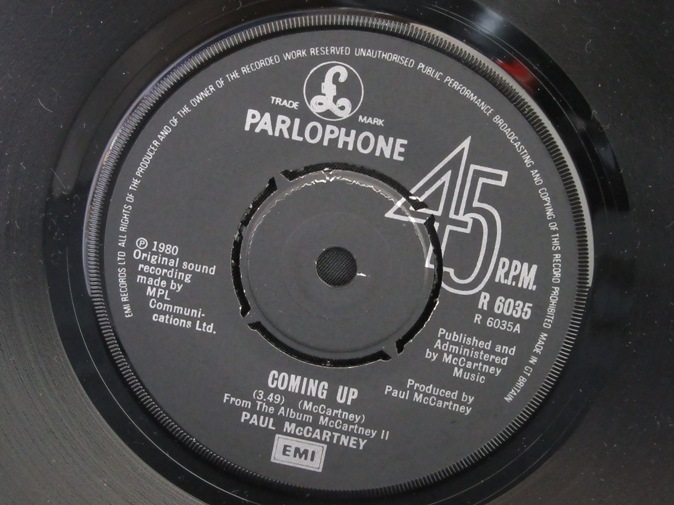 EMI RECORDS LTD ALL RIGHTS OF THE PRODUCER AND OF THE OWNER OF THE RECORDED WORK RESERVED UNAUTHORISED PUBLIC PERFORMANCE BROADCASTING AND COPYING OF THIS RECORD PROHIBITED MADE IN GT BRITAIN
£
TRADE MARK
PARLOPHONE
45
R.P.M.
R 6035
R 6035A
℗ 1980
Original sound
recording
made by
MPL
Communi-
cations Ltd.
Published and
Administered
by McCartney
Music
Produced by
Paul McCartney
COMING UP
(3.49) (McCartney)
From The Album McCartney II
PAUL McCARTNEY
EMI